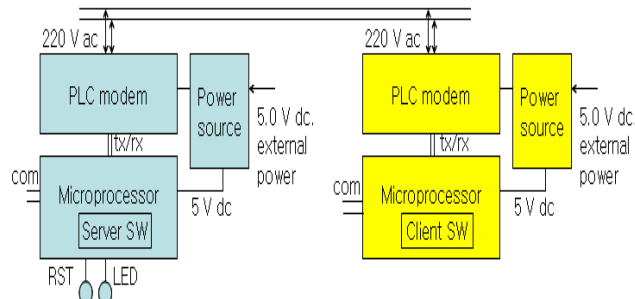 220 V ac
PLC modem
Power
source
5.0 V dc.
external
power
tx/rx
com
Microprocessor
Server SW
5 V dc
RST
LED
220 V ac
PLC modem
Power
source
5.0 V dc.
external
power
tx/rx
com
Microprocessor
Client SW
5 V dc